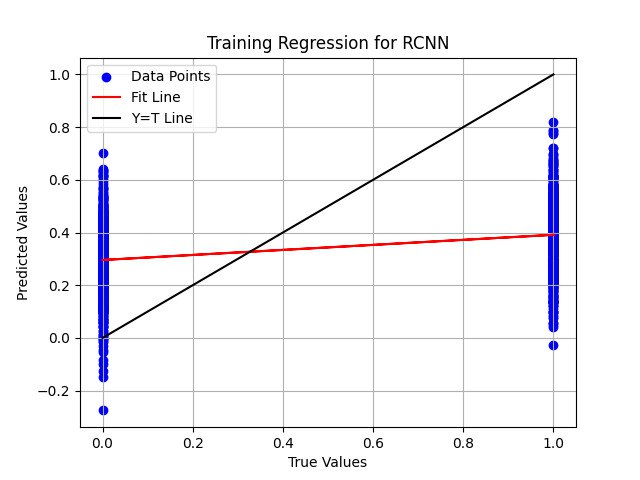 Training Regression for RCNN
Data Points
Fit Line
Y=T Line
Predicted Values
1.0
0.8
0.6
0.4
0.2
0.0
−0.2
0.0 0.2 0.4 0.6 0.8 1.0
True Values